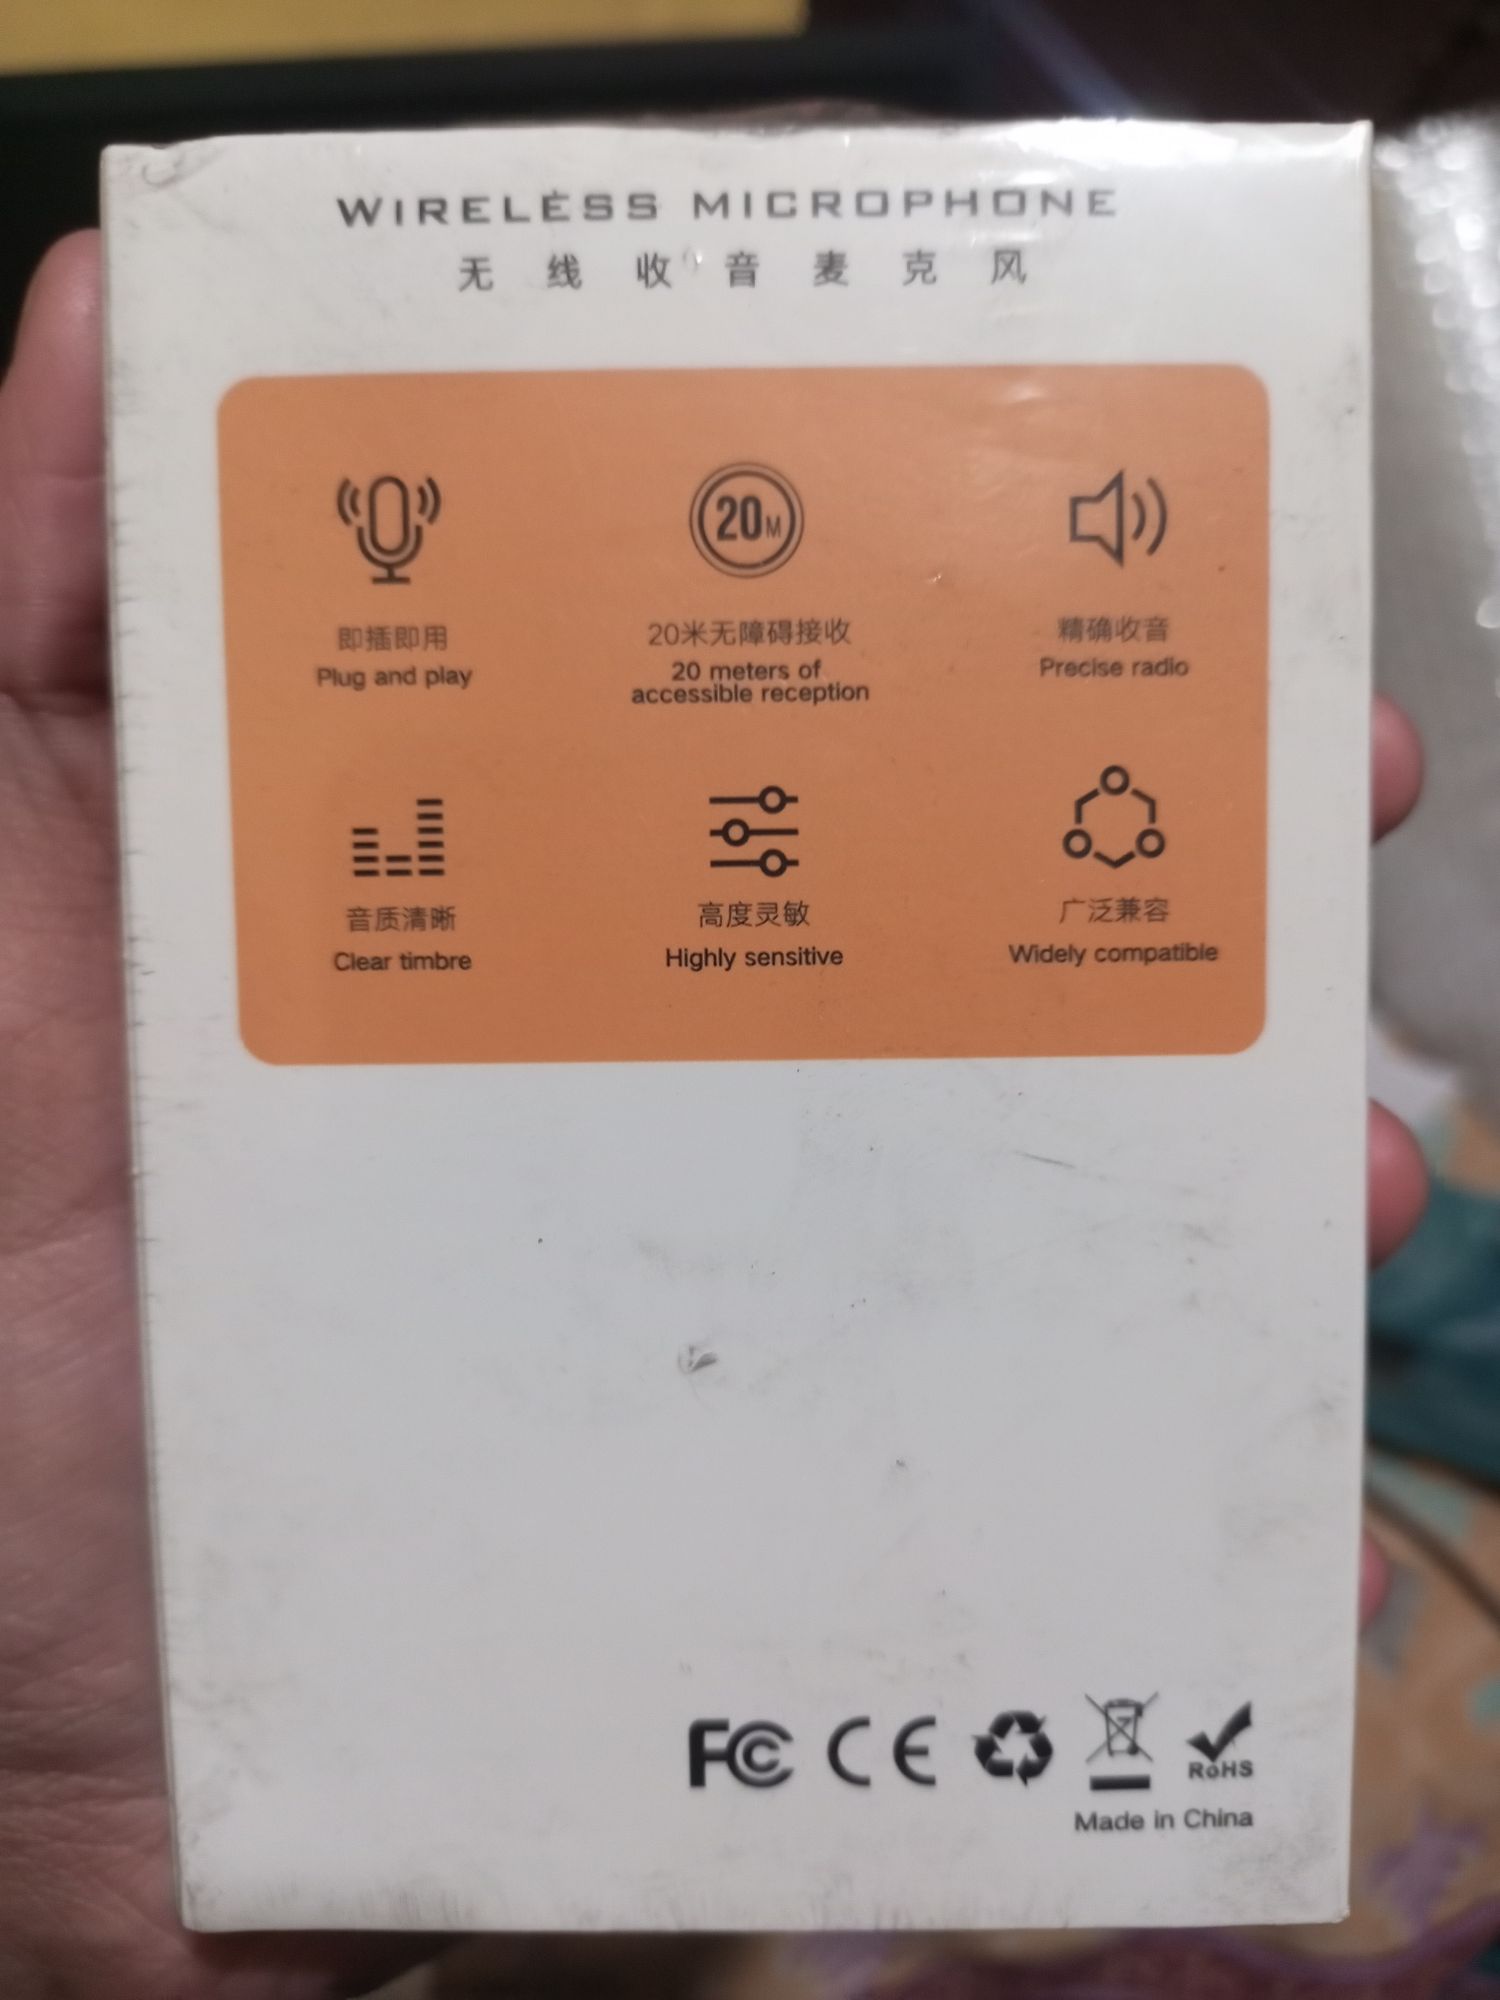 WIRELESS MICROPHONE
无线收音麦克风
20M
即插即用
Plug and play
20米无障碍接收
20 meters of
accessible reception
精确收音
Precise radio
音质清晰
Clear timbre
高度灵敏
Highly sensitive
广泛兼容
Widely compatible
FC CE RoHS
Made in China